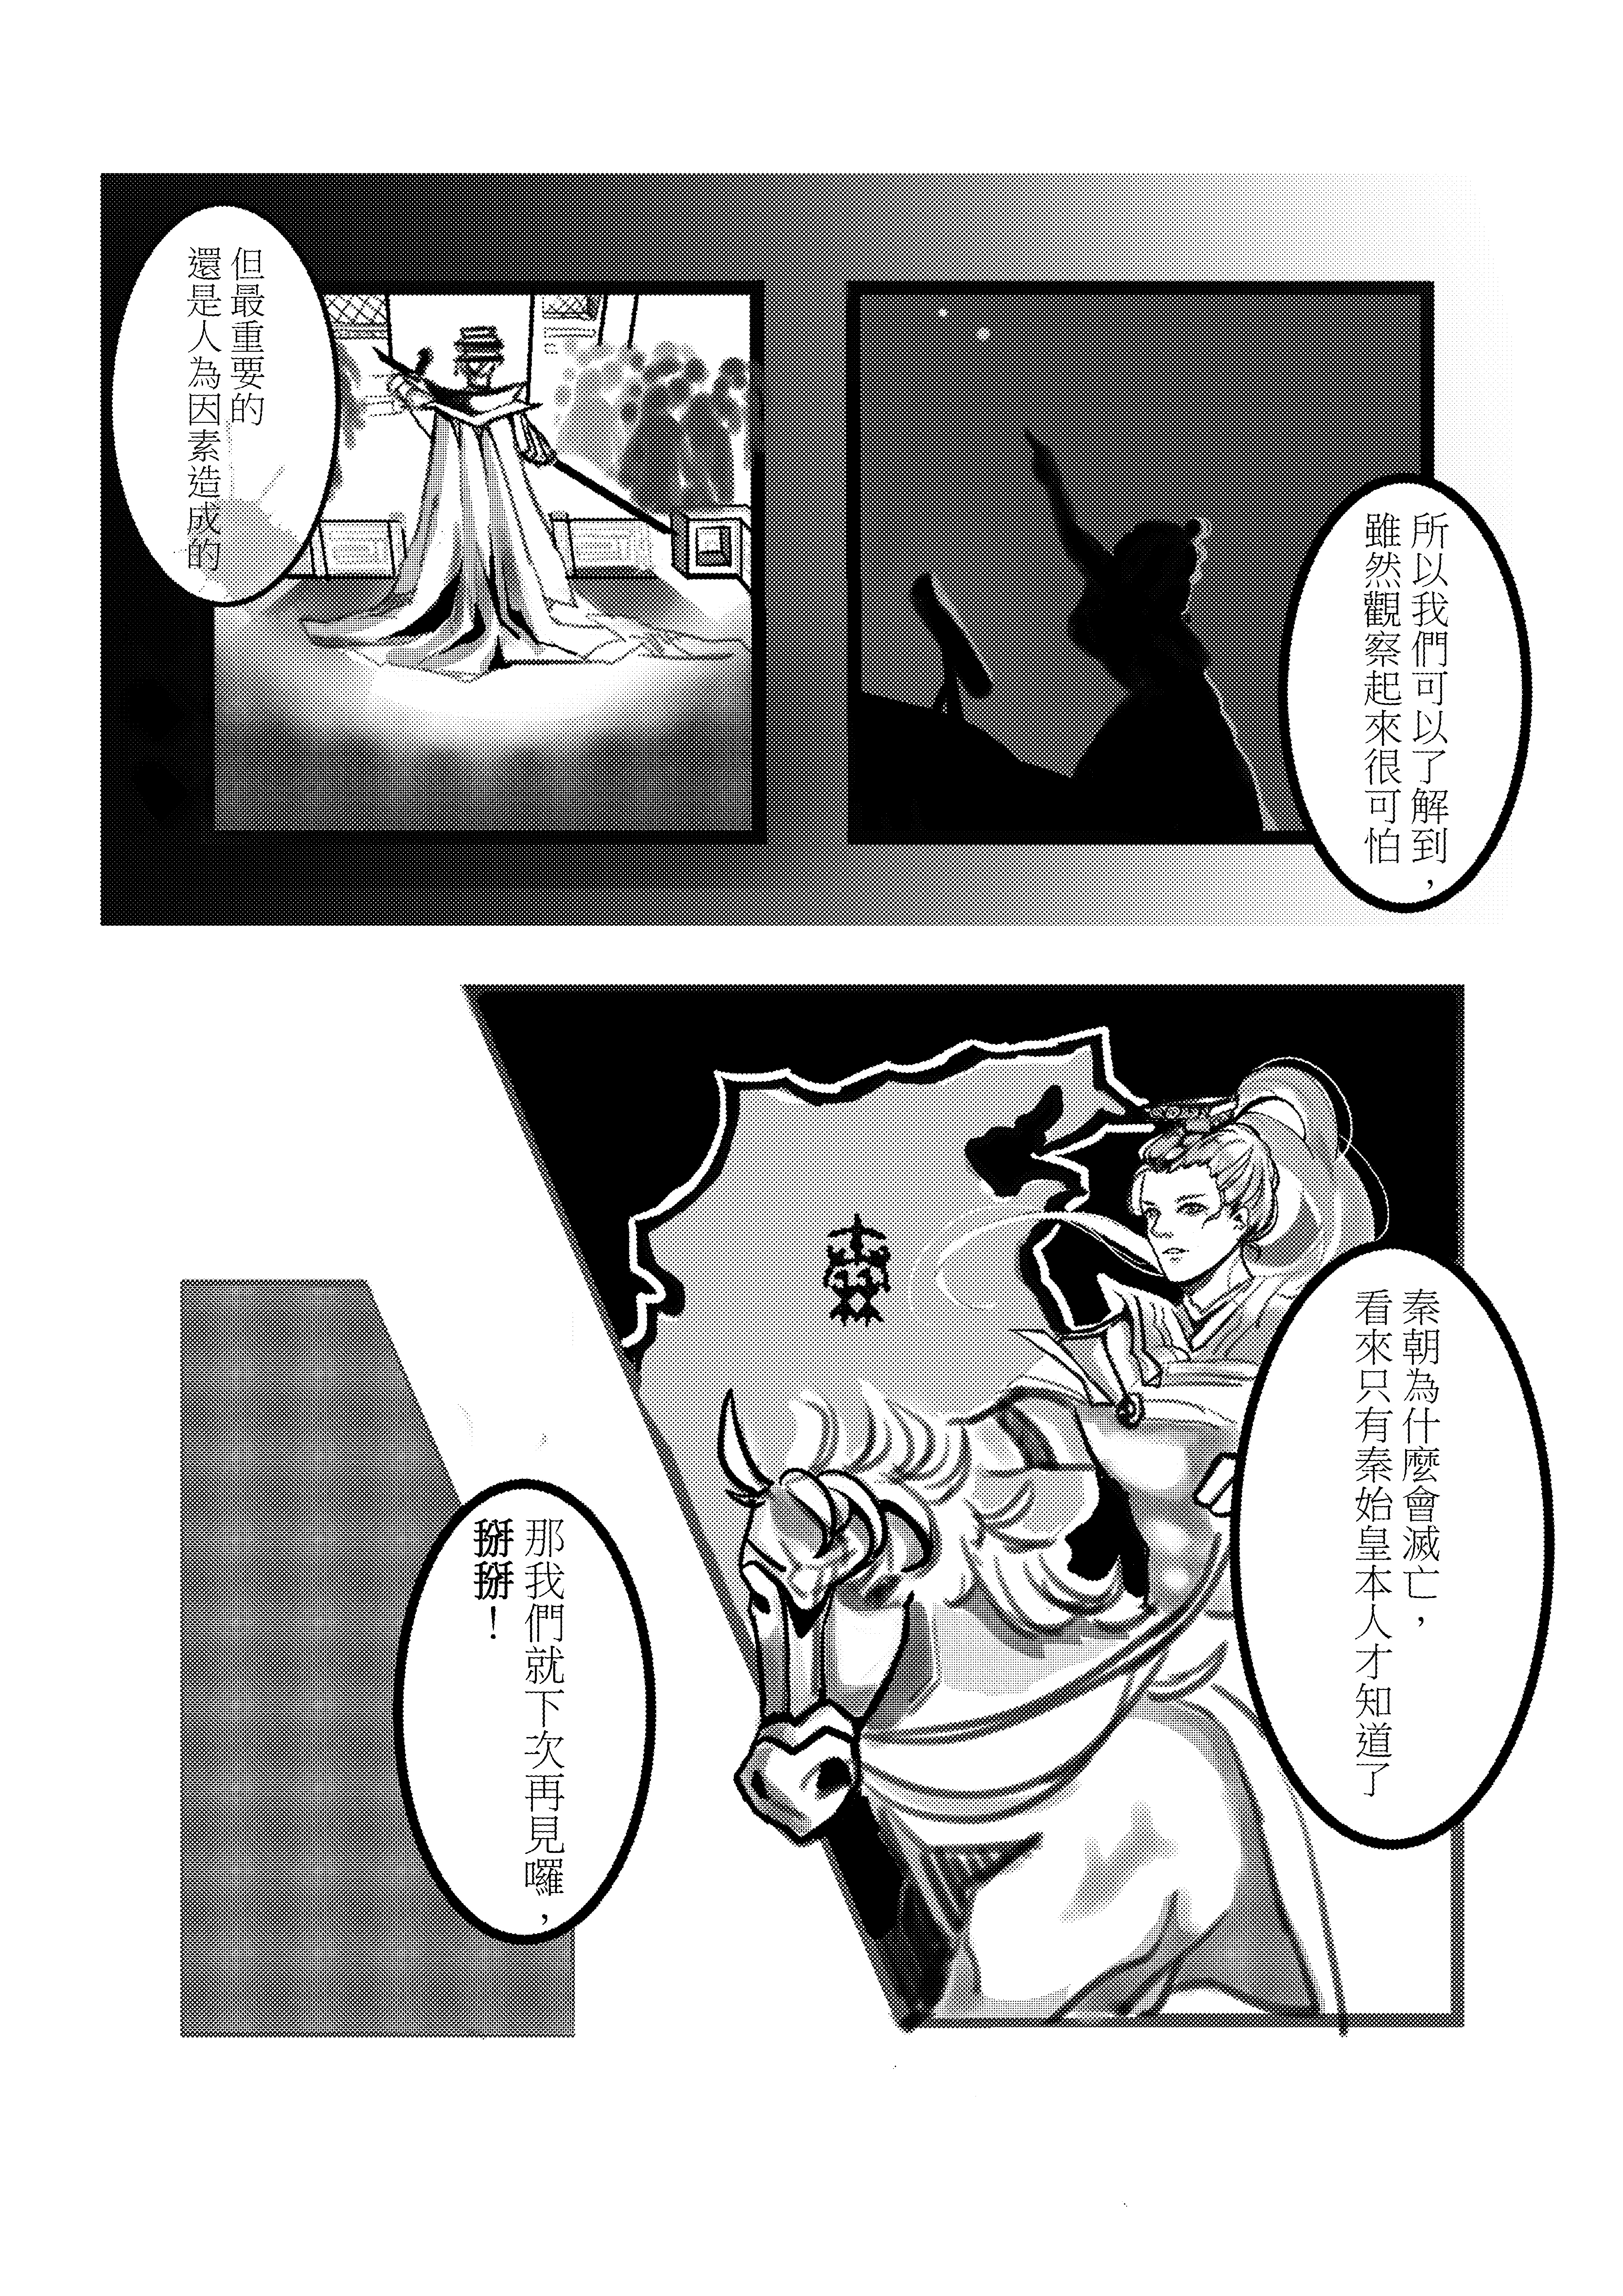 所以我們可以了解到，
雖然觀察起來很可怕
但最重要的
還是人為因素造成的
秦朝為什麼會滅亡，
看來只有秦始皇本人才知道了
那我們就下次再見囉，
掰掰！